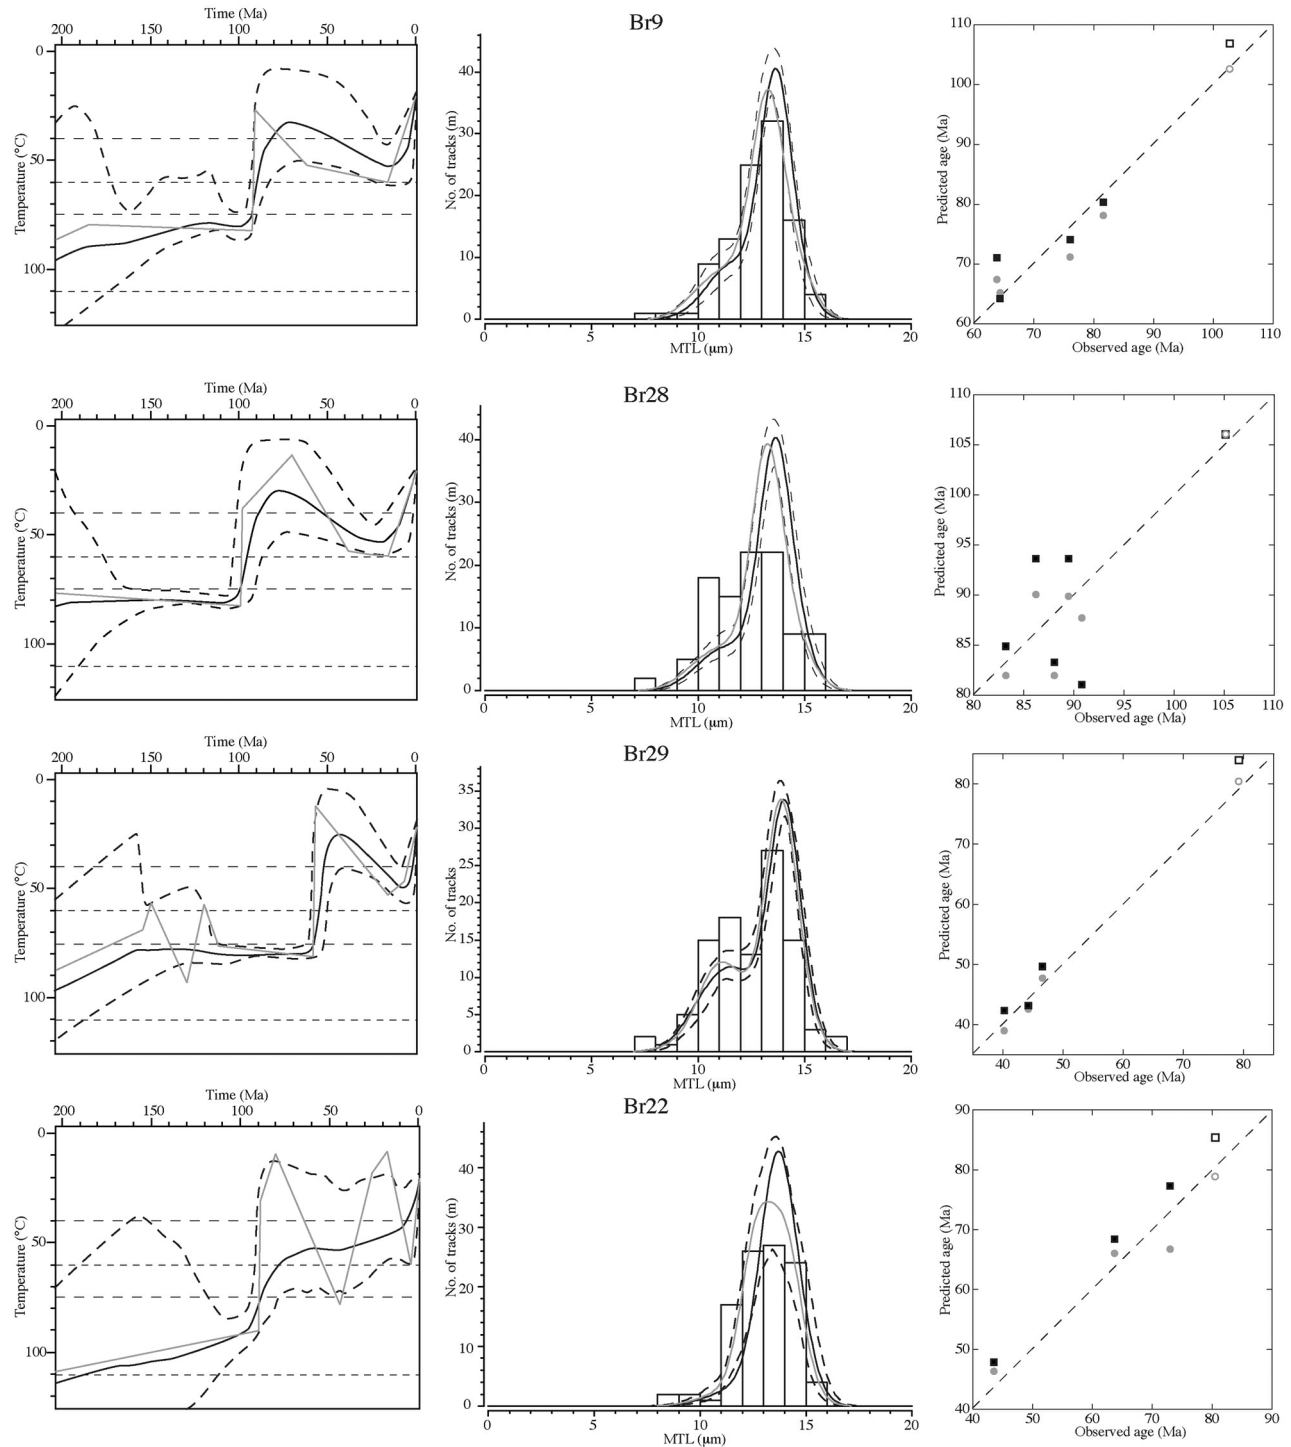 Time (Ma)
200 150 100 50 0
0
50
100
Temperature (°C)
Br9
40
30
20
10
0
No. of tracks (m)
0 5 10 15 20
MTL (μm)
110
100
90
80
70
60
Predicted age (Ma)
60 70 80 90 100 110
Observed age (Ma)
Time (Ma)
200 150 100 50 0
0
50
100
Temperature (°C)
Br28
40
30
20
10
0
No. of tracks (m)
0 5 10 15 20
MTL (μm)
110
105
100
95
90
85
80
Predicted age (Ma)
80 85 90 95 100 105 110
Observed age (Ma)
Time (Ma)
200 150 100 50 0
0
50
100
Temperature (°C)
Br29
35
30
25
20
15
10
5
0
No. of tracks
0 5 10 15 20
MTL (μm)
80
70
60
50
40
Predicted age (Ma)
40 50 60 70 80
Observed age (Ma)
Time (Ma)
200 150 100 50 0
0
50
100
Temperature (°C)
Br22
40
30
20
10
0
No. of tracks (m)
0 5 10 15 20
MTL (μm)
90
80
70
60
50
40
Predicted age (Ma)
40 50 60 70 80 90
Observed age (Ma)